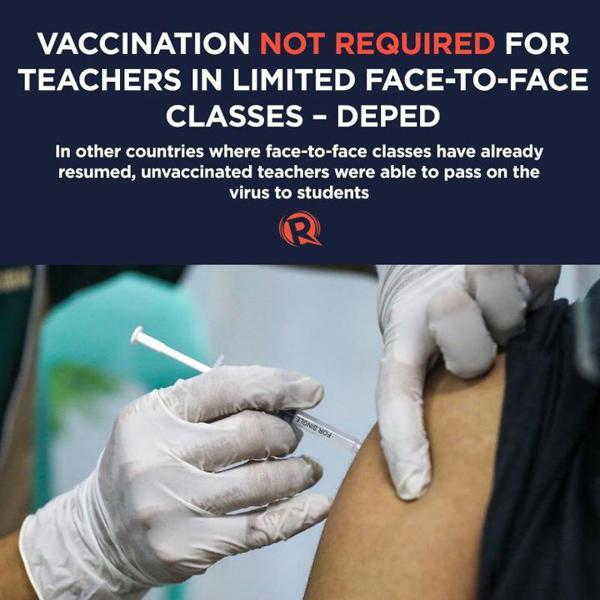 VACCINATION NOT REQUIRED FOR
TEACHERS IN LIMITED FACE-TO-FACE
CLASSES – DEPED
In other countries where face-to-face classes have already
resumed, unvaccinated teachers were able to pass on the
virus to students
R
FOR SINGLE